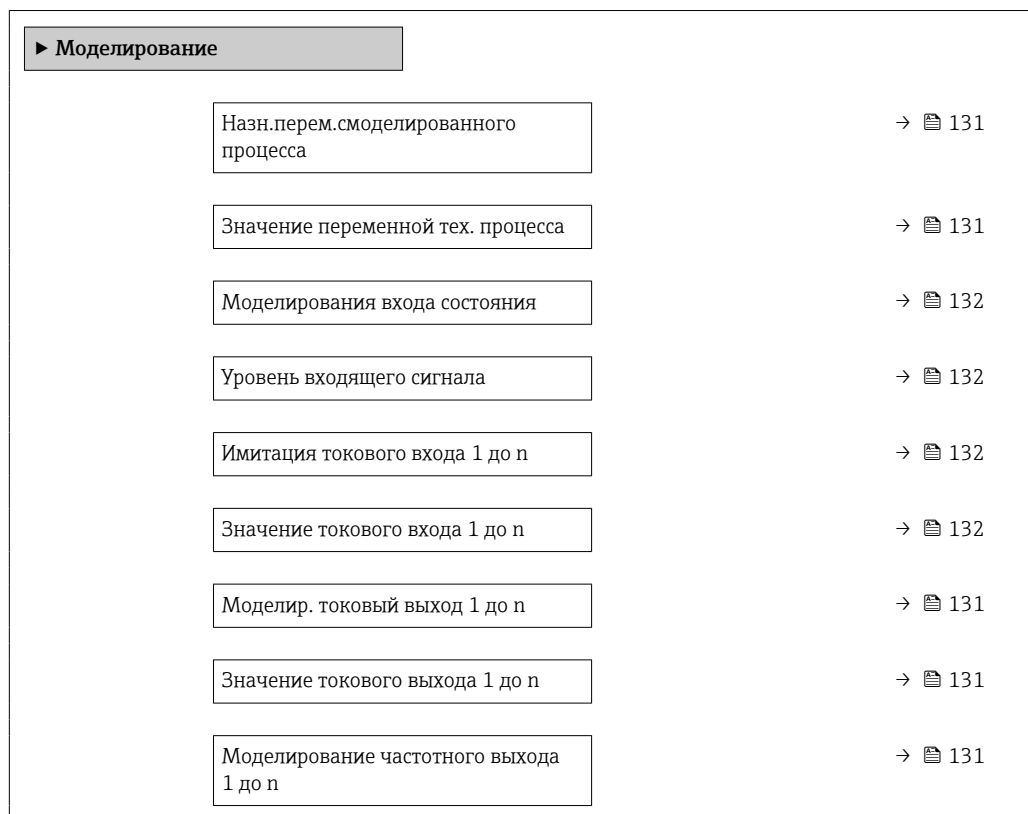 ► Моделирование
Назн.перем.смоделированного
процесса
→ 131
Значение переменной тех. процесса
→ 131
Моделирования входа состояния
→ 132
Уровень входящего сигнала
→ 132
Имитация токового входа 1 до n
→ 132
Значение токового входа 1 до n
→ 132
Моделир. токовый выход 1 до n
→ 131
Значение токового выхода 1 до n
→ 131
Моделирование частотного выхода
1 до n
→ 131